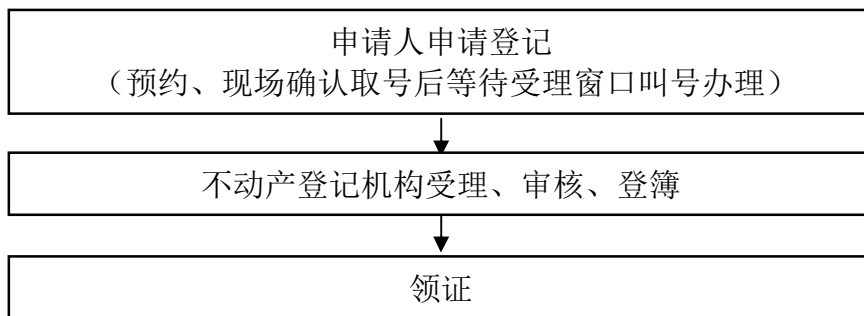 申请人申请登记
（预约、现场确认取号后等待受理窗口叫号办理）
不动产登记机构受理、审核、登簿
领证